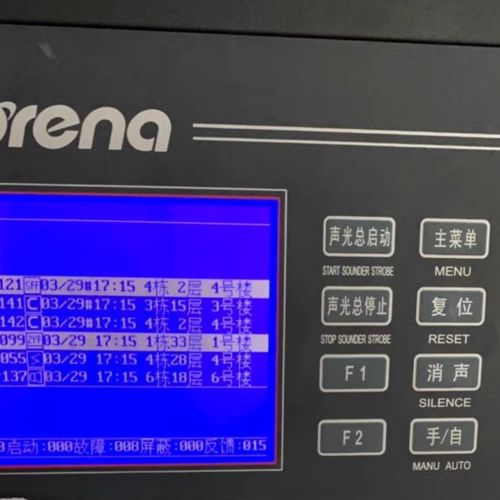 rena
121 SFF 03/29#17:15 4栋 2层 4号楼
141 C 03/29#17:15 3栋15层 3号楼
142 C 03/29#17:15 4栋 2层 4号楼
099 ZYF 03/29 17:15 1栋33层 1号楼
055 03/29 17:15 4栋28层 4号楼
137 03/29 17:15 6栋18层 6号楼
0启动:000故障:008屏蔽:000反馈:015
声光总启动
START SOUNDER STROBE
主菜单
MENU
声光总停止
STOP SOUNDER STROBE
复位
RESET
F1
消声
SILENCE
F2
手/自
MANU AUTO